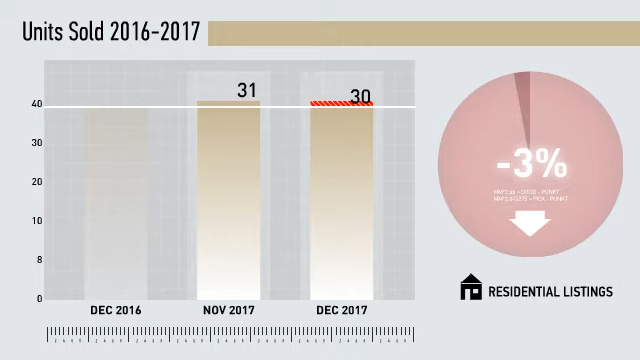 Units Sold 2016-2017
31
30
40
30
20
10
8
0
DEC 2016
NOV 2017
DEC 2017
-3%
RESIDENTIAL LISTINGS